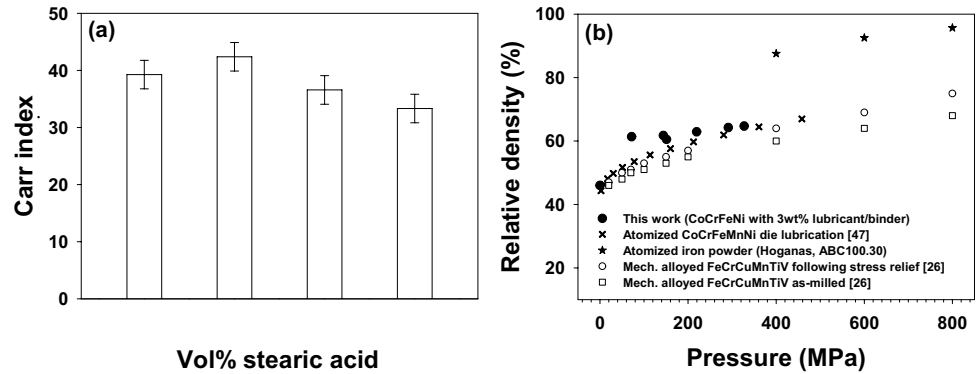 (a)
50
40
30
20
10
0
Carr index
Vol% stearic acid
(b)
100
80
60
40
20
Relative density (%)
This work (CoCrFeNi with 3wt% lubricant/binder)
Atomized CoCrFeMnNi die lubrication [47]
Atomized iron powder (Hoganas, ABC100.30)
Mech. alloyed FeCrCuMnTiV following stress relief [26]
Mech. alloyed FeCrCuMnTiV as-milled [26]
0 200 400 600 800
Pressure (MPa)